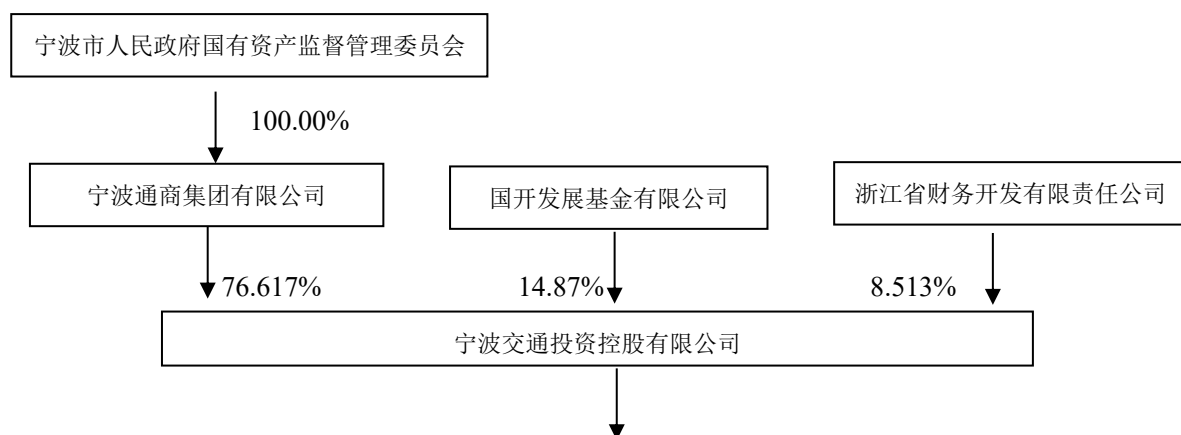 宁波市人民政府国有资产监督管理委员会
100.00%
宁波通商集团有限公司
国开发展基金有限公司
浙江省财务开发有限责任公司
76.617%
14.87%
8.513%
宁波交通投资控股有限公司